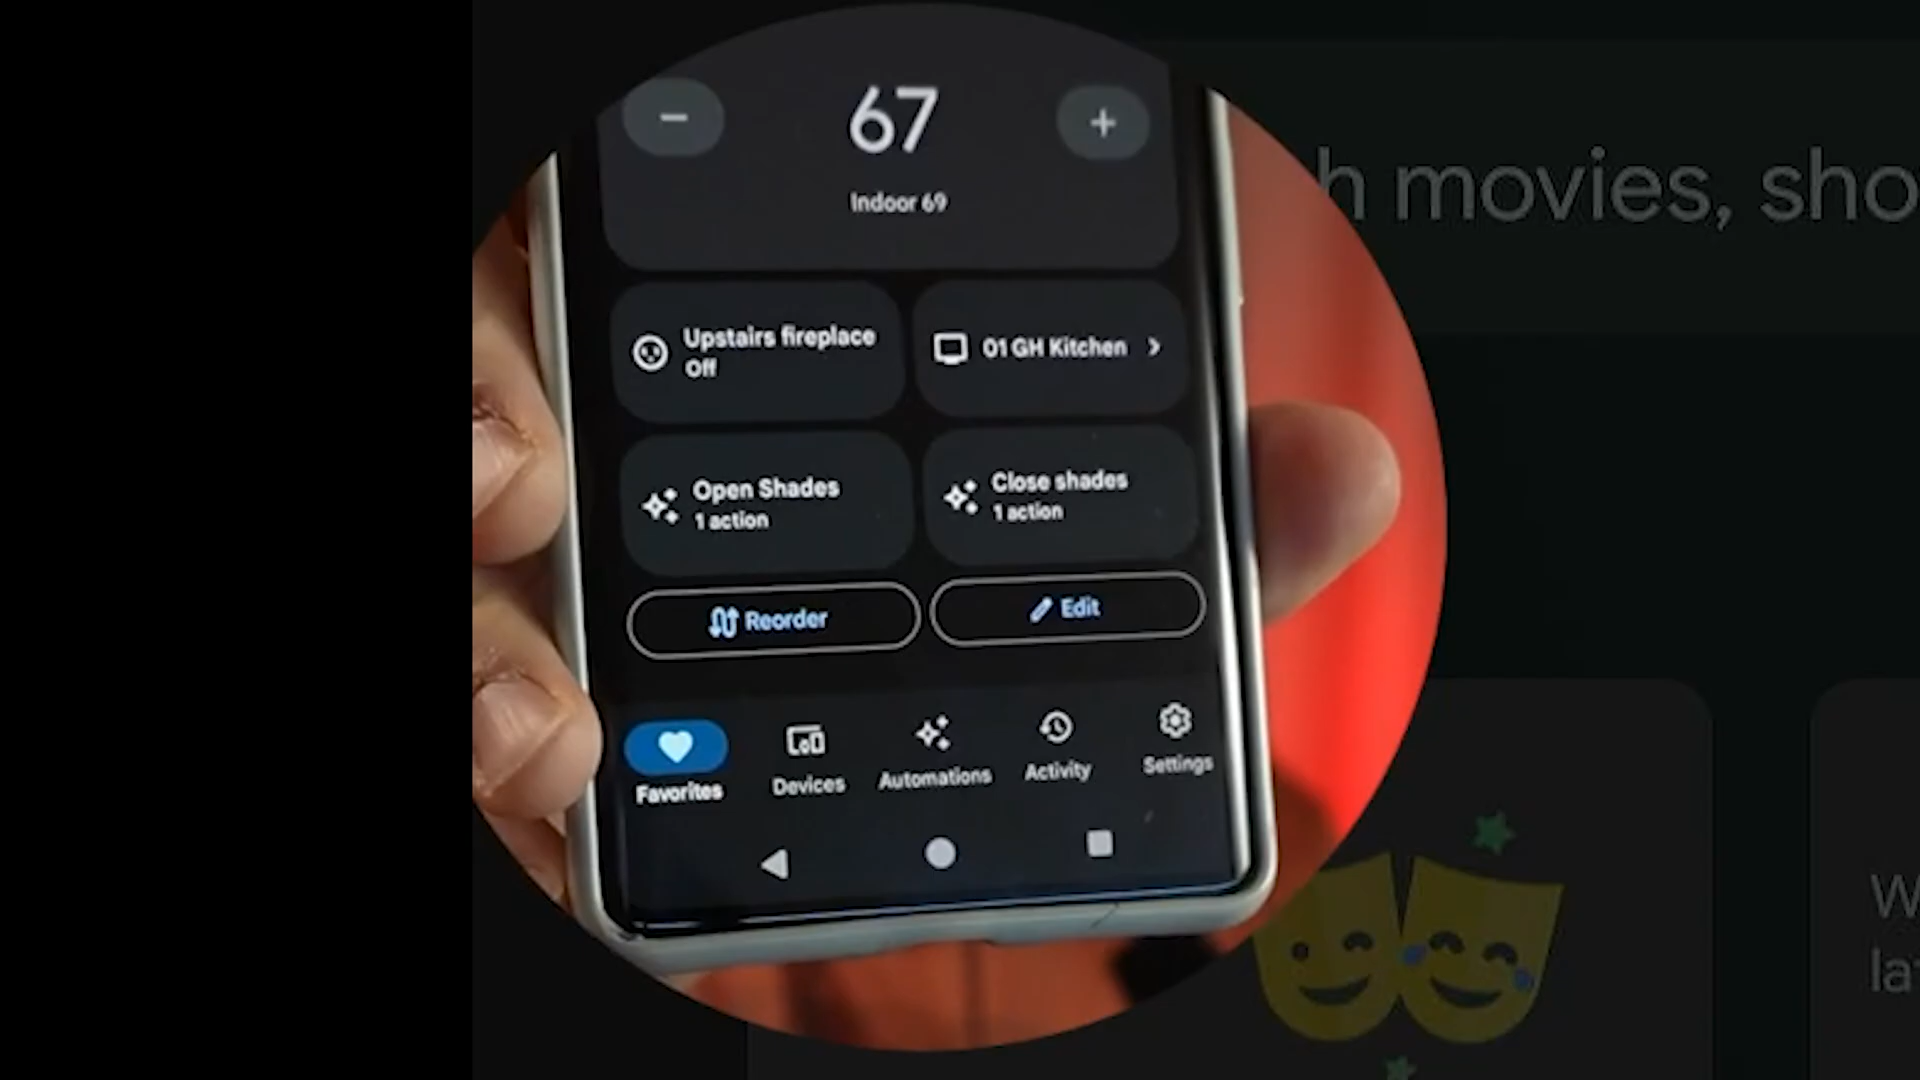 67
Indoor 69
Upstairs fireplace
Off
01 GH Kitchen
Open Shades
1 action
Close shades
1 action
Reorder
Edit
Favorites
Devices
Automations
Activity
Settings
movies,